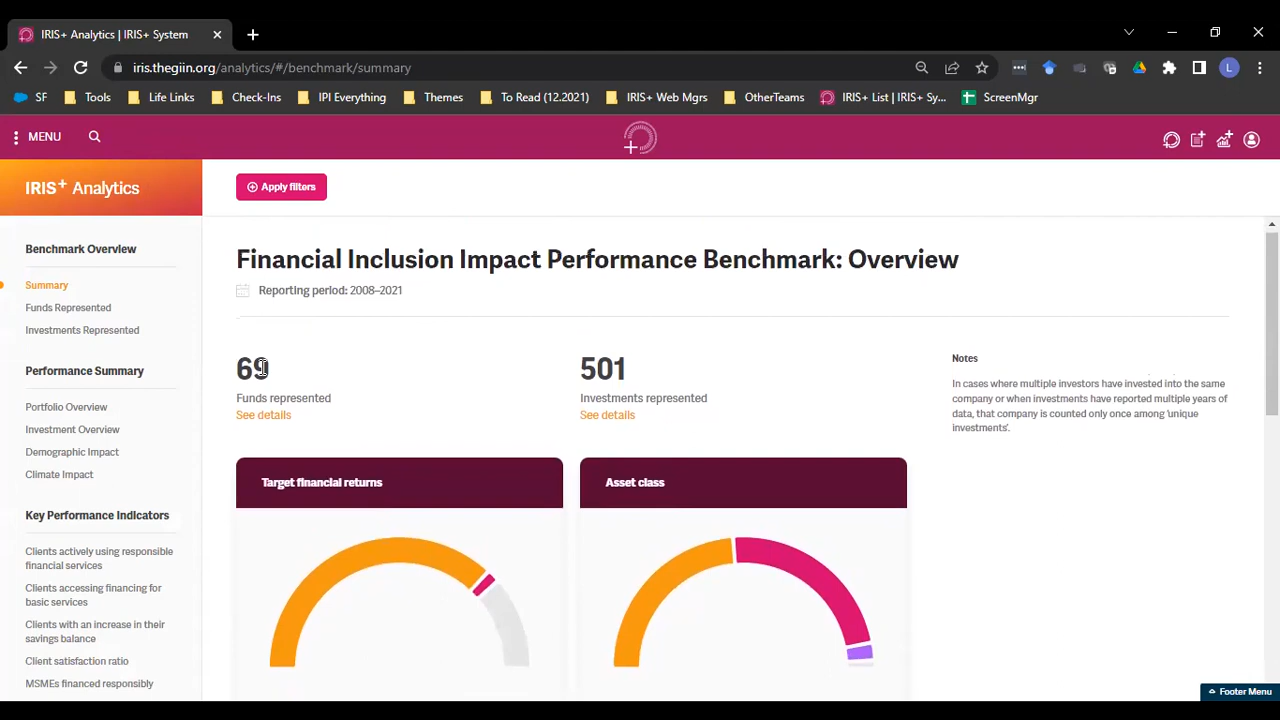 IRIS+ Analytics | IRIS+ System
iris.thegiin.org/analytics/#/benchmark/summary
SF
Tools
Life Links
Check-Ins
IPI Everything
Themes
To Read (12.2021)
IRIS+ Web Mgrs
OtherTeams
IRIS+ List | IRIS+ Sy...
ScreenMgr
L
MENU
IRIS+ Analytics
Apply filters
Benchmark Overview
Summary
Funds Represented
Investments Represented
Performance Summary
Portfolio Overview
Investment Overview
Demographic Impact
Climate Impact
Key Performance Indicators
Clients actively using responsible
financial services
Clients accessing financing for
basic services
Clients with an increase in their
savings balance
Client satisfaction ratio
MSMEs financed responsibly
Financial Inclusion Impact Performance Benchmark: Overview
Reporting period: 2008–2021
69
Funds represented
See details
501
Investments represented
See details
Notes
In cases where multiple investors have invested into the same
company or when investments have reported multiple years of
data, that company is counted only once among 'unique
investments'.
Target financial returns
Asset class
Footer Menu